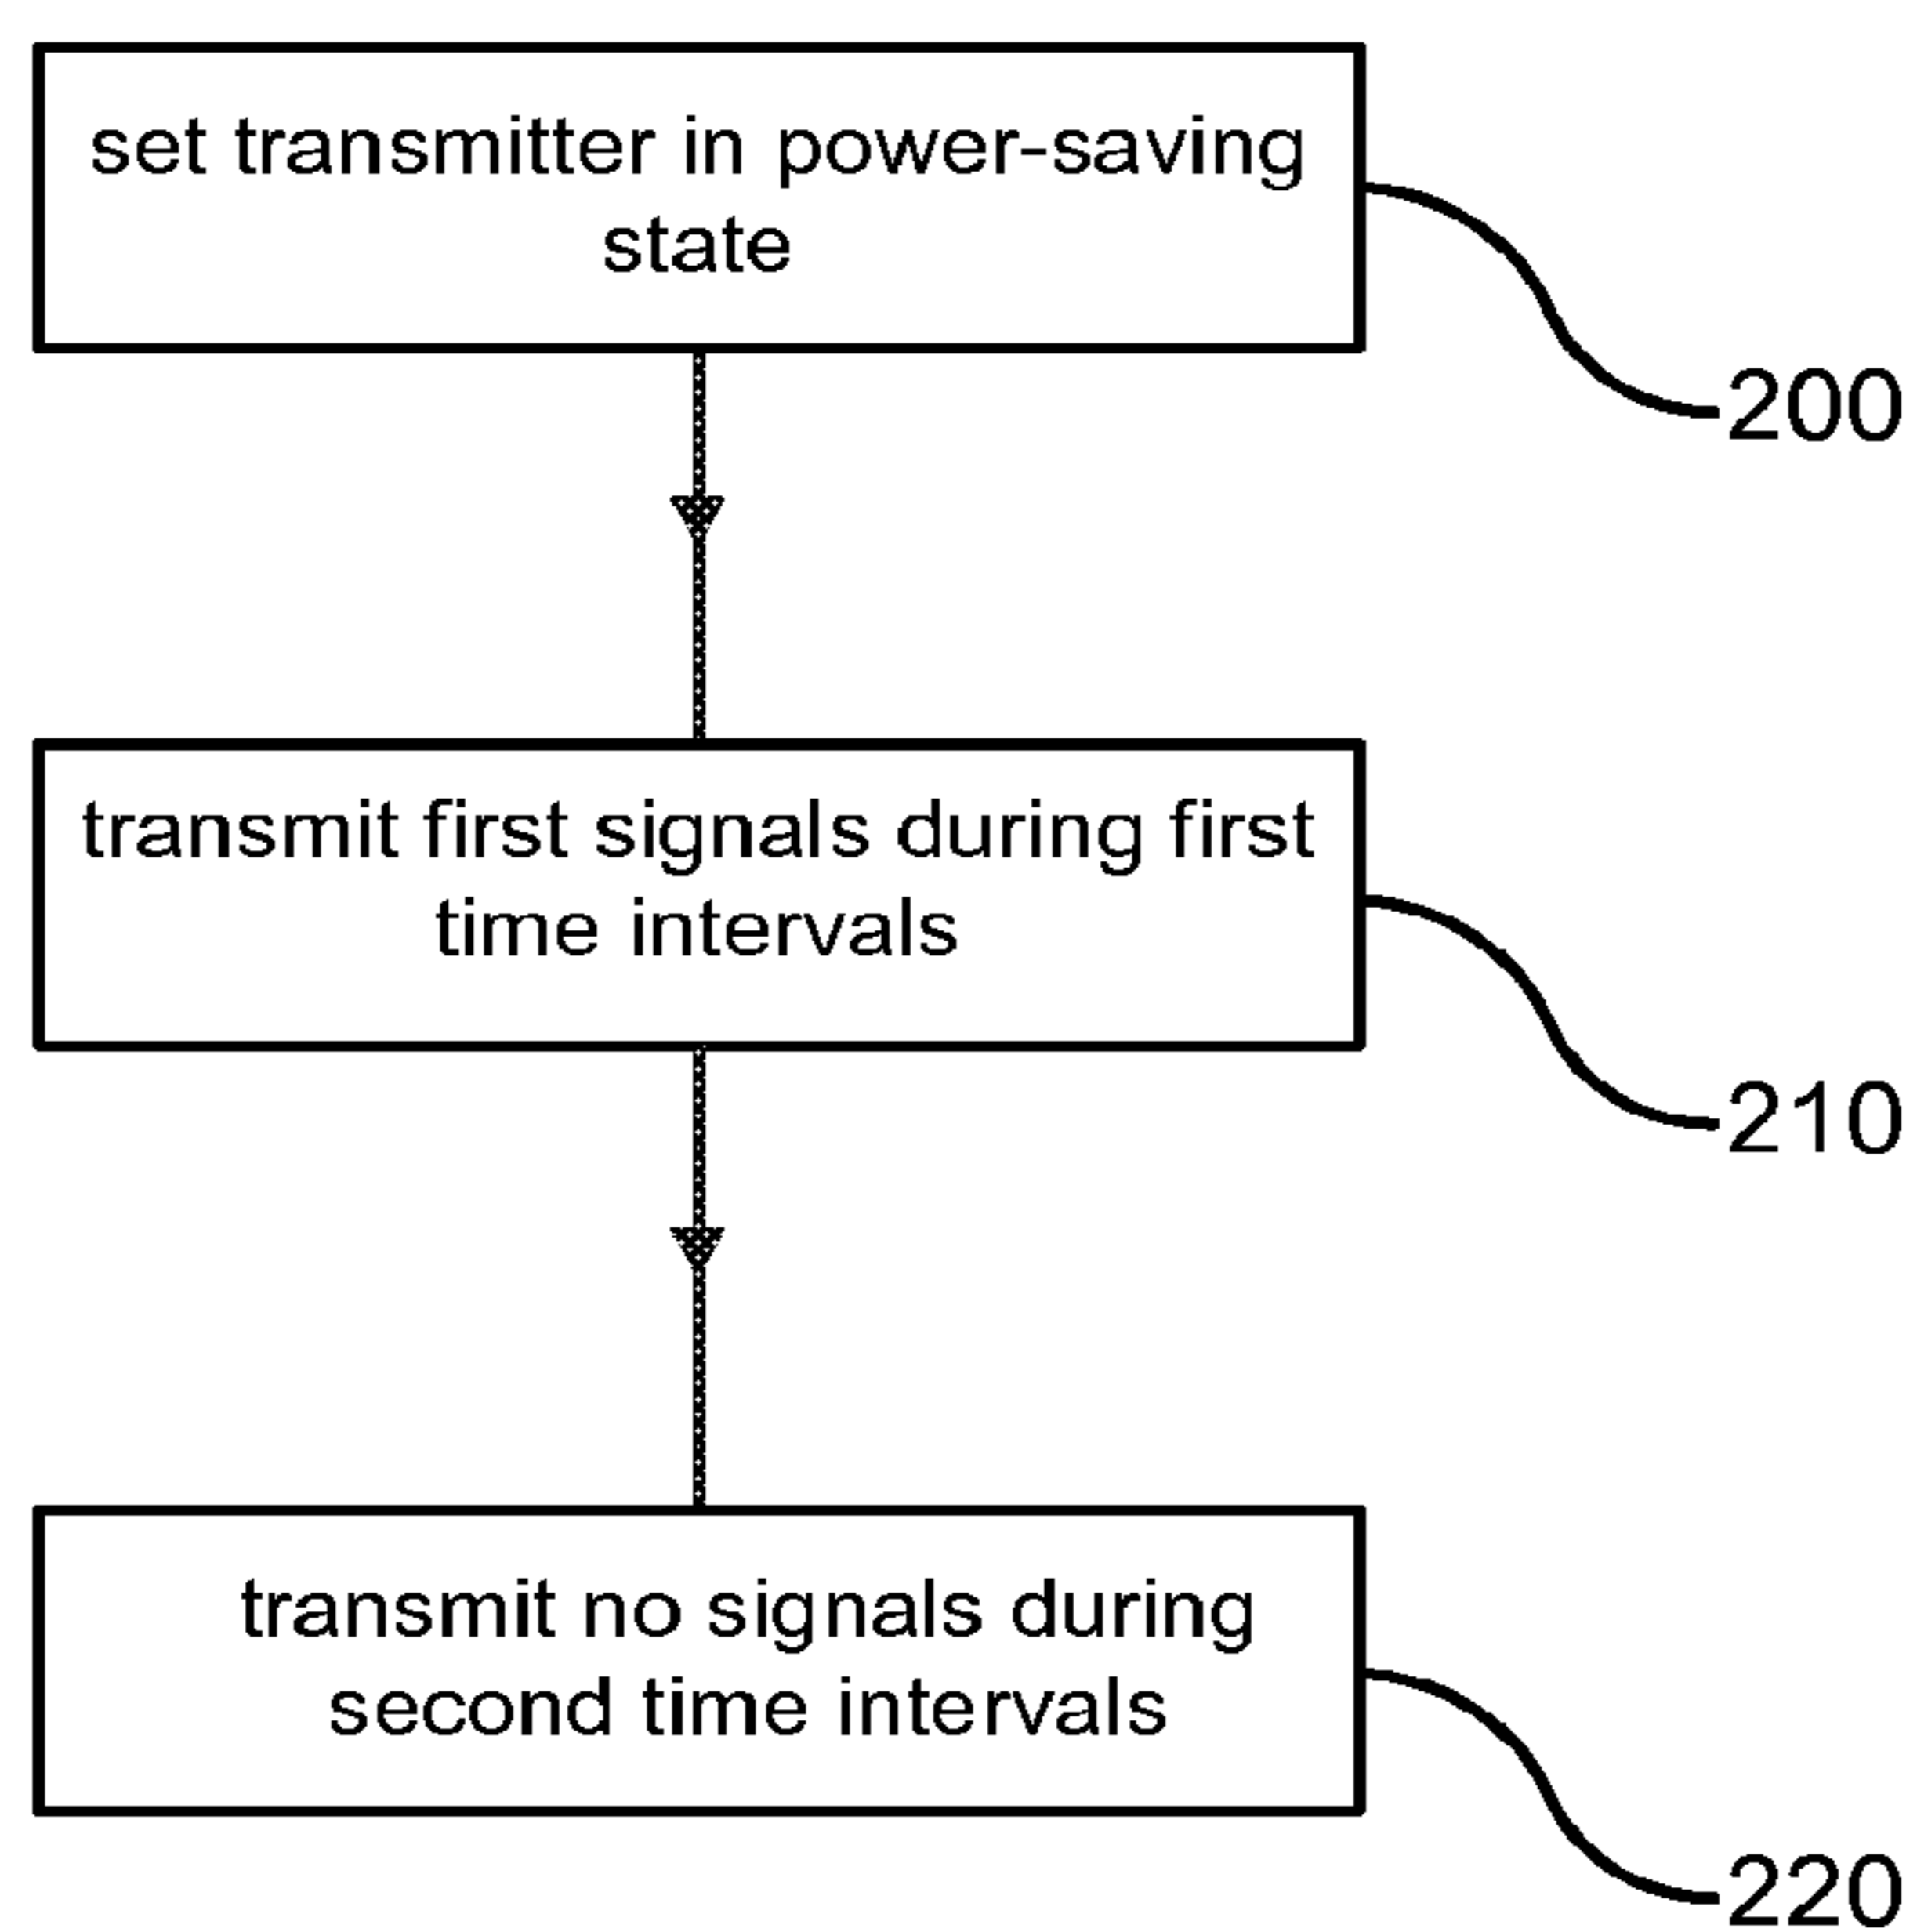 set transmitter in power-saving
state
200
transmit first signals during first
time intervals
210
transmit no signals during
second time intervals
220